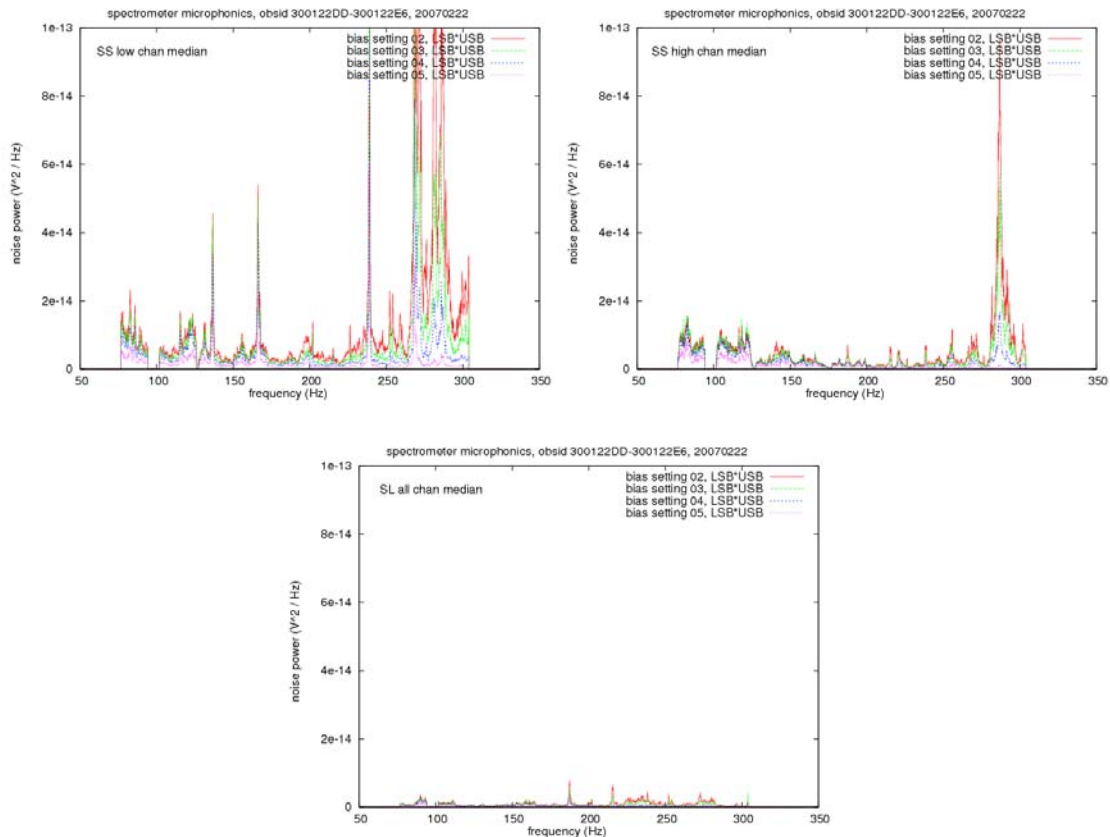 spectrometer microphonics, obsid 300122DD-300122E6, 20070222
1e-13
8e-14
6e-14
4e-14
2e-14
0
noise power (V^2 / Hz)
SS low chan median
bias setting 02, LSB*USB
bias setting 03, LSB*USB
bias setting 04, LSB*USB
bias setting 05, LSB*USB
50 100 150 200 250 300 350
frequency (Hz)
spectrometer microphonics, obsid 300122DD-300122E6, 20070222
1e-13
8e-14
6e-14
4e-14
2e-14
0
noise power (V^2 / Hz)
SS high chan median
bias setting 02, LSB*USB
bias setting 03, LSB*USB
bias setting 04, LSB*USB
bias setting 05, LSB*USB
50 100 150 200 250 300 350
frequency (Hz)
spectrometer microphonics, obsid 300122DD-300122E6, 20070222
1e-13
8e-14
6e-14
4e-14
2e-14
0
noise power (V^2 / Hz)
SL all chan median
bias setting 02, LSB*USB
bias setting 03, LSB*USB
bias setting 04, LSB*USB
bias setting 05, LSB*USB
50 100 150 200 250 300 350
frequency (Hz)